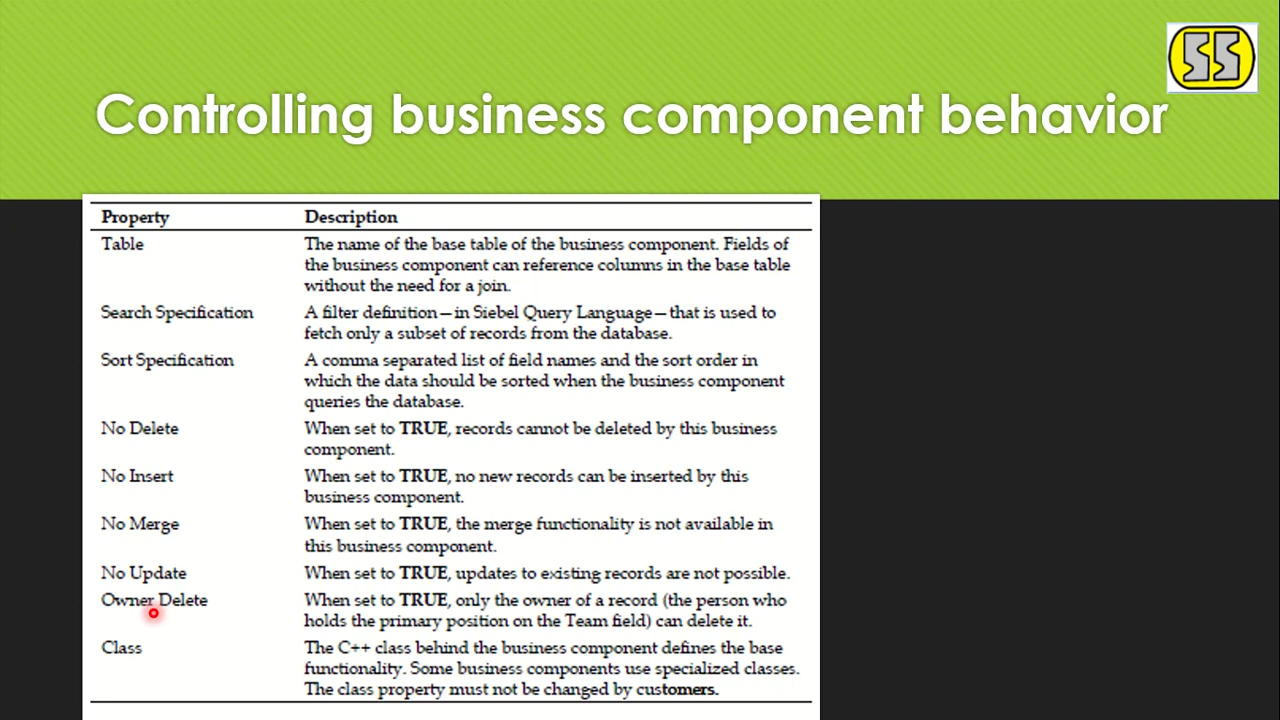 SS
Controlling business component behavior
Property Description
Table The name of the base table of the business component. Fields of
the business component can reference columns in the base table
without the need for a join.
Search Specification A filter definition—in Siebel Query Language—that is used to
fetch only a subset of records from the database.
Sort Specification A comma separated list of field names and the sort order in
which the data should be sorted when the business component
queries the database.
No Delete When set to TRUE, records cannot be deleted by this business
component.
No Insert When set to TRUE, no new records can be inserted by this
business component.
No Merge When set to TRUE, the merge functionality is not available in
this business component.
No Update When set to TRUE, updates to existing records are not possible.
Owner Delete When set to TRUE, only the owner of a record (the person who
holds the primary position on the Team field) can delete it.
Class The C++ class behind the business component defines the base
functionality. Some business components use specialized classes.
The class property must not be changed by customers.